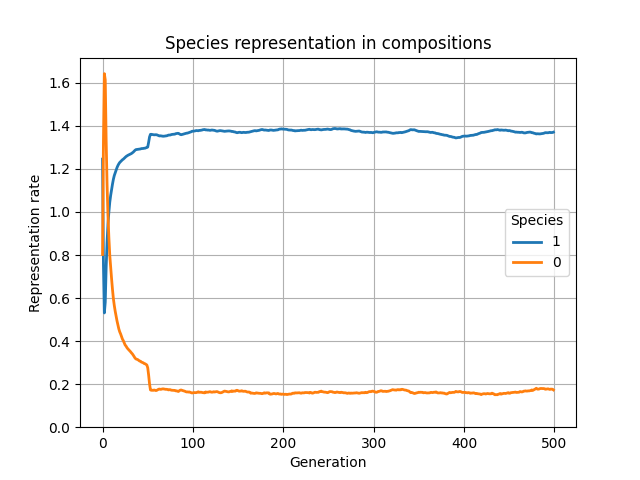 Species representation in compositions
Representation rate
1.6
1.4
1.2
1.0
0.8
0.6
0.4
0.2
0.0
0 100 200 300 400 500
Generation
Species
1
0